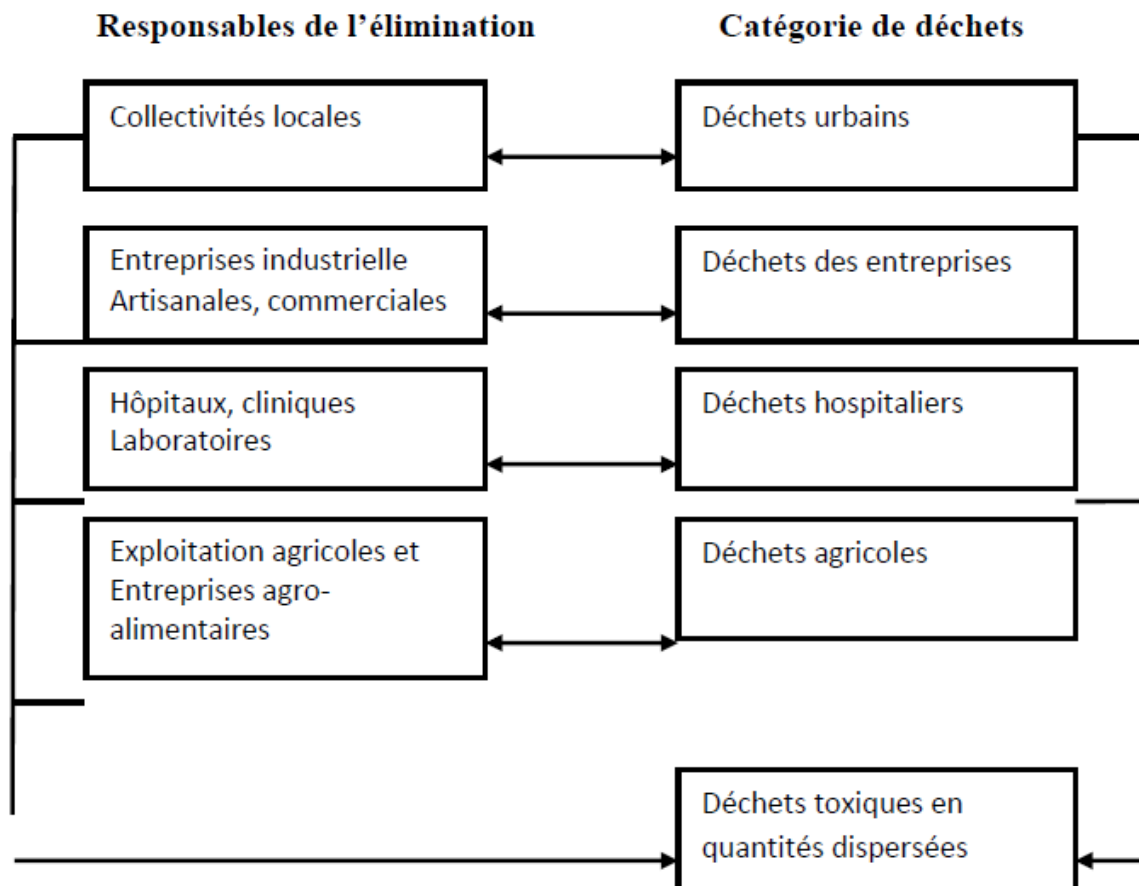 Responsables de l'élimination
Catégorie de déchets
Collectivités locales
Déchets urbains
Entreprises industrielle
Artisanales, commerciales
Déchets des entreprises
Hôpitaux, cliniques
Laboratoires
Déchets hospitaliers
Exploitation agricoles et
Entreprises agro-
alimentaires
Déchets agricoles
Déchets toxiques en
quantités dispersées